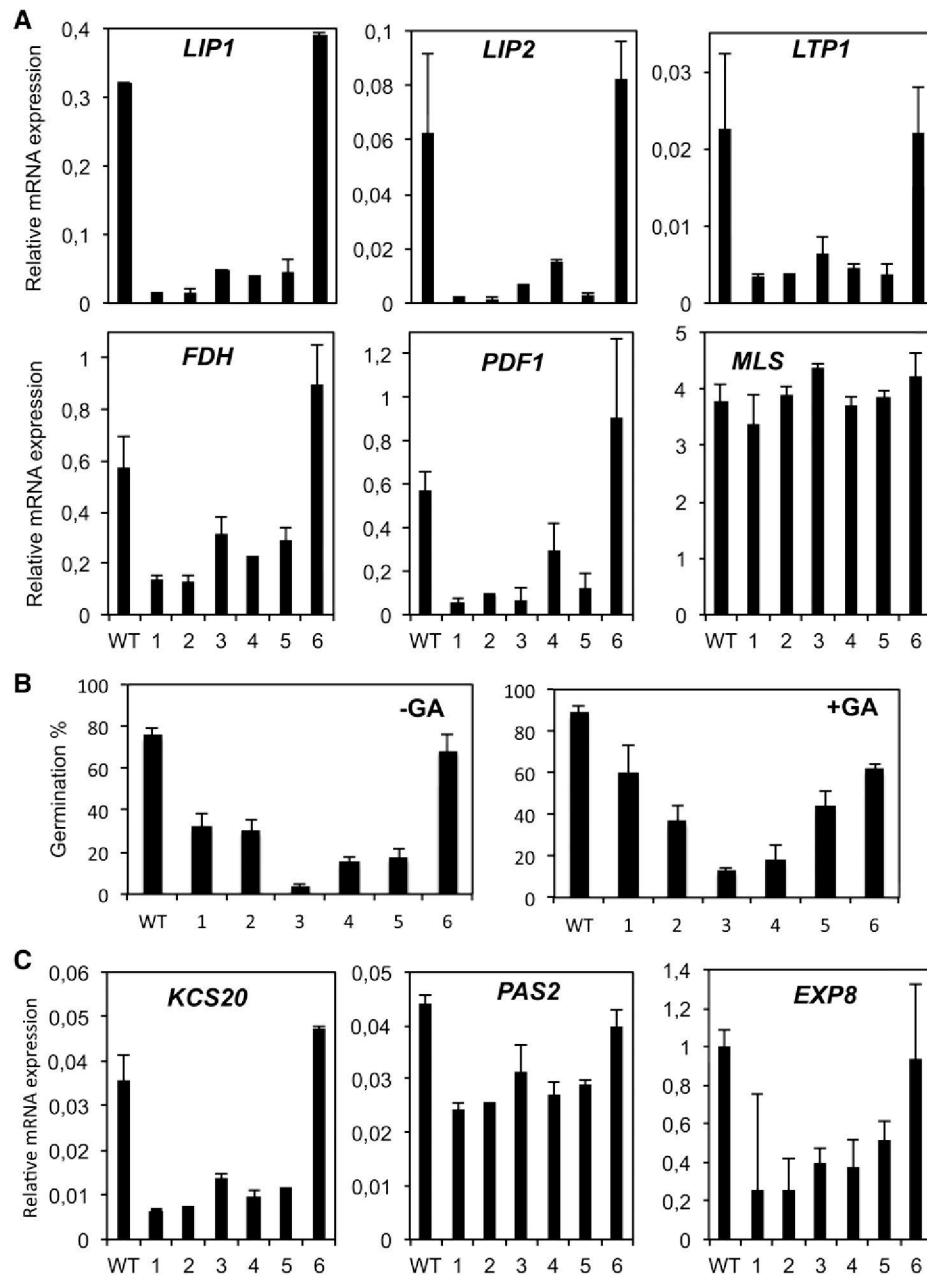 A
LIP1
LIP2
LTP1
Relative mRNA expression
0,4
0,3
0,2
0,1
0
0,1
0,08
0,06
0,04
0,02
0
0,03
0,02
0,01
0
FDH
PDF1
MLS
Relative mRNA expression
1
0,8
0,6
0,4
0,2
0
1,2
1
0,8
0,6
0,4
0,2
0
5
4
3
2
1
0
WT 1 2 3 4 5 6
WT 1 2 3 4 5 6
WT 1 2 3 4 5 6
B
-GA
+GA
Germination %
100
80
60
40
20
0
100
80
60
40
20
0
WT 1 2 3 4 5 6
WT 1 2 3 4 5 6
C
KCS20
PAS2
EXP8
Relative mRNA expression
0,06
0,05
0,04
0,03
0,02
0,01
0
0,05
0,04
0,03
0,02
0,01
0
1,4
1,2
1
0,8
0,6
0,4
0,2
0
WT 1 2 3 4 5 6
WT 1 2 3 4 5 6
WT 1 2 3 4 5 6